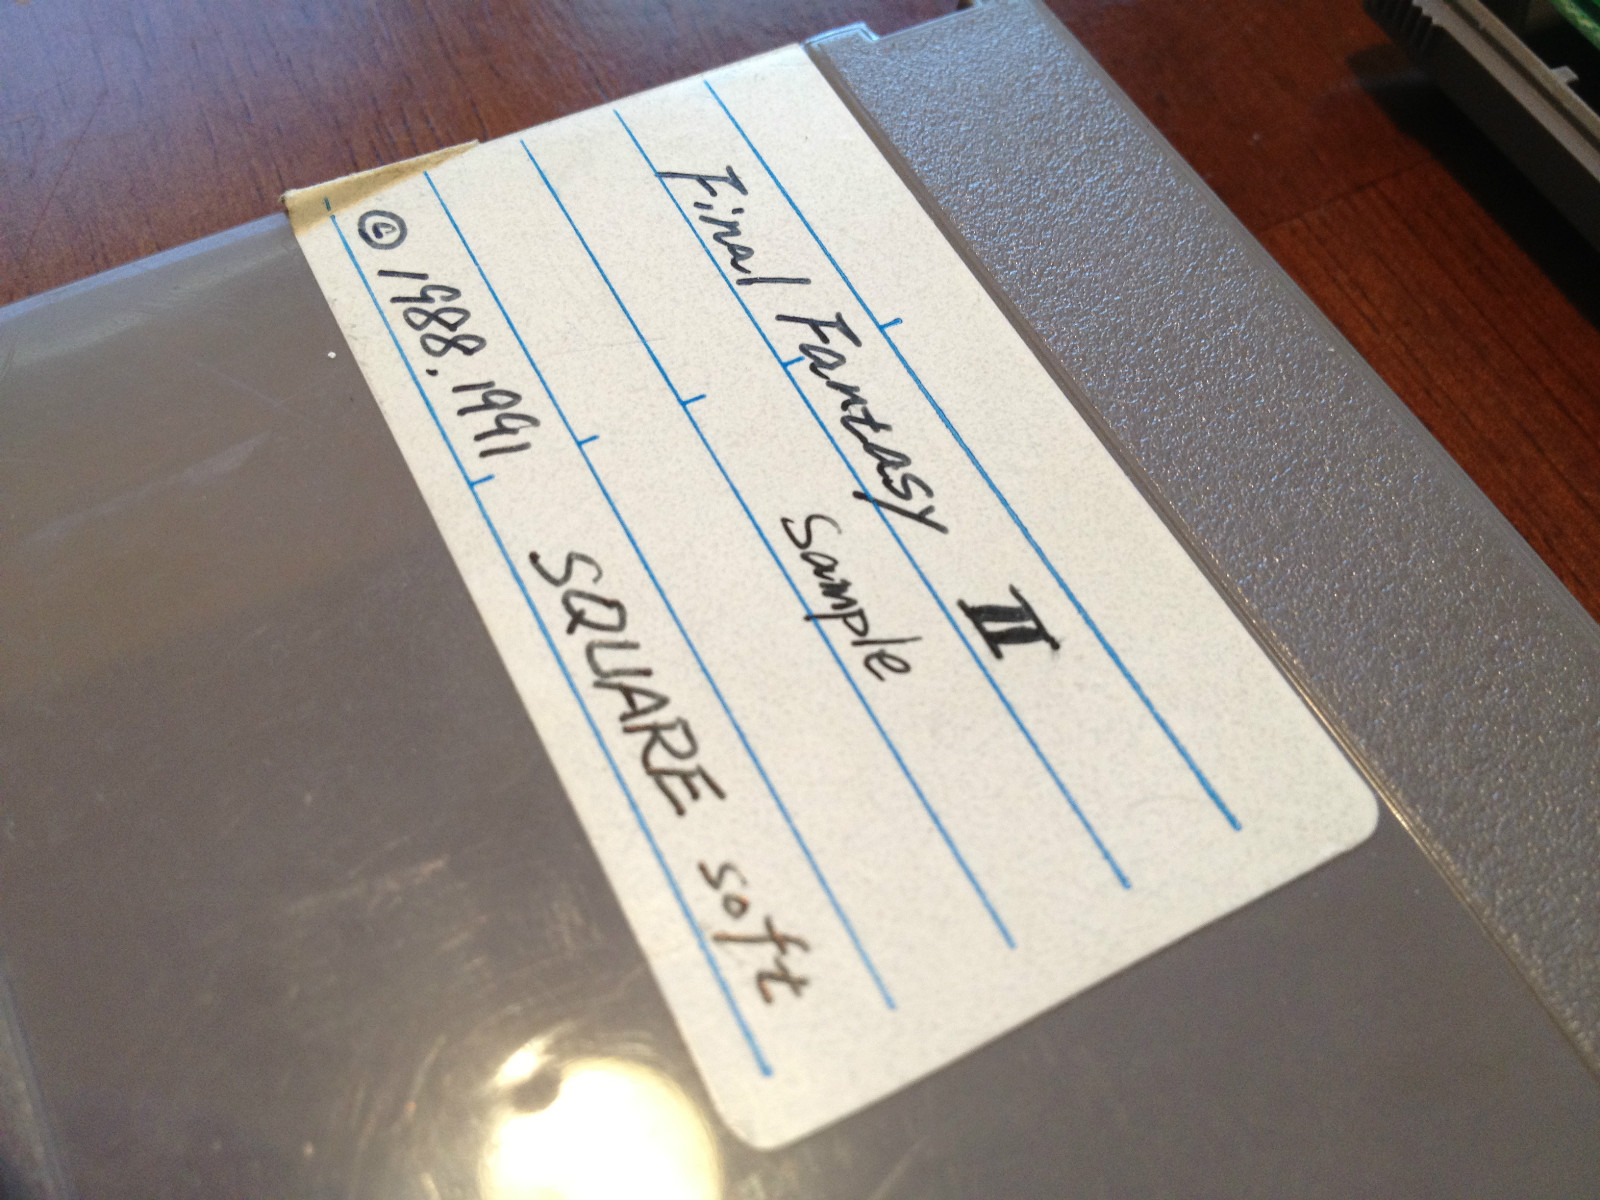 Final Fantasy II
Sample
© 1988, 1991 SQUARE soft